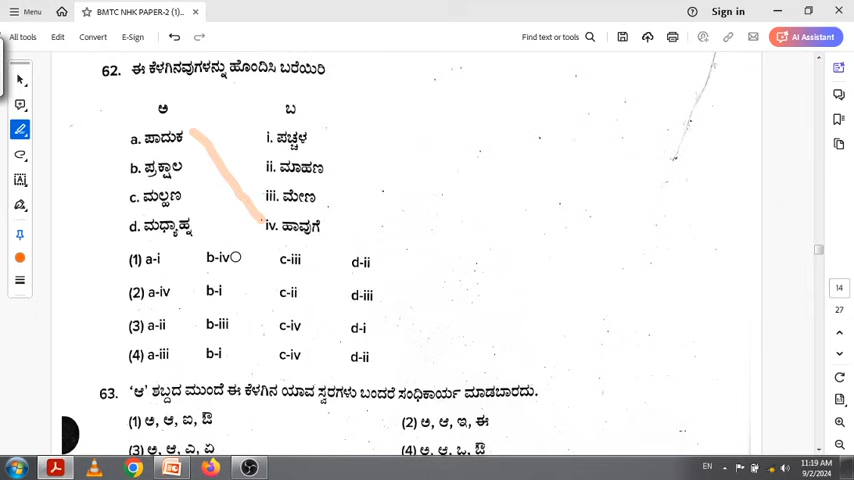 Menu
BMTC NHK PAPER-2 (1)...
Sign in
All tools Edit Convert E-Sign Find text or tools AI Assistant
62. ಈ ಕೆಳಗಿನವುಗಳನ್ನು ಹೊಂದಿಸಿ ಬರೆಯಿರಿ
ಅ ಬ
a. ಪಾದುಕ i. ಪಚ್ಚಳ
b. ಪ್ರಕ್ಷಾಲ ii. ಮಾಹಣ
c. ಮಲ್ಹಣ iii. ಮೇಣ
d. ಮಧ್ಯಾಹ್ನ iv. ಹಾವುಗೆ
(1) a-i b-iv c-iii d-ii
(2) a-iv b-i c-ii d-iii
(3) a-ii b-iii c-iv d-i
(4) a-iii b-i c-iv d-ii
63. ‘ಆ’ ಶಬ್ದದ ಮುಂದೆ ಈ ಕೆಳಗಿನ ಯಾವ ಸ್ವರಗಳು ಬಂದರೆ ಸಂಧಿಕಾರ್ಯ ಮಾಡಬಾರದು.
(1) ಅ, ಆ, ಐ, ಔ (2) ಅ, ಆ, ಇ, ಈ
(3) ಅ, ಆ, ಎ, ಏ (4) ಅ, ಆ, ಒ, ಔ
14
27
EN
11:19 AM
9/2/2024